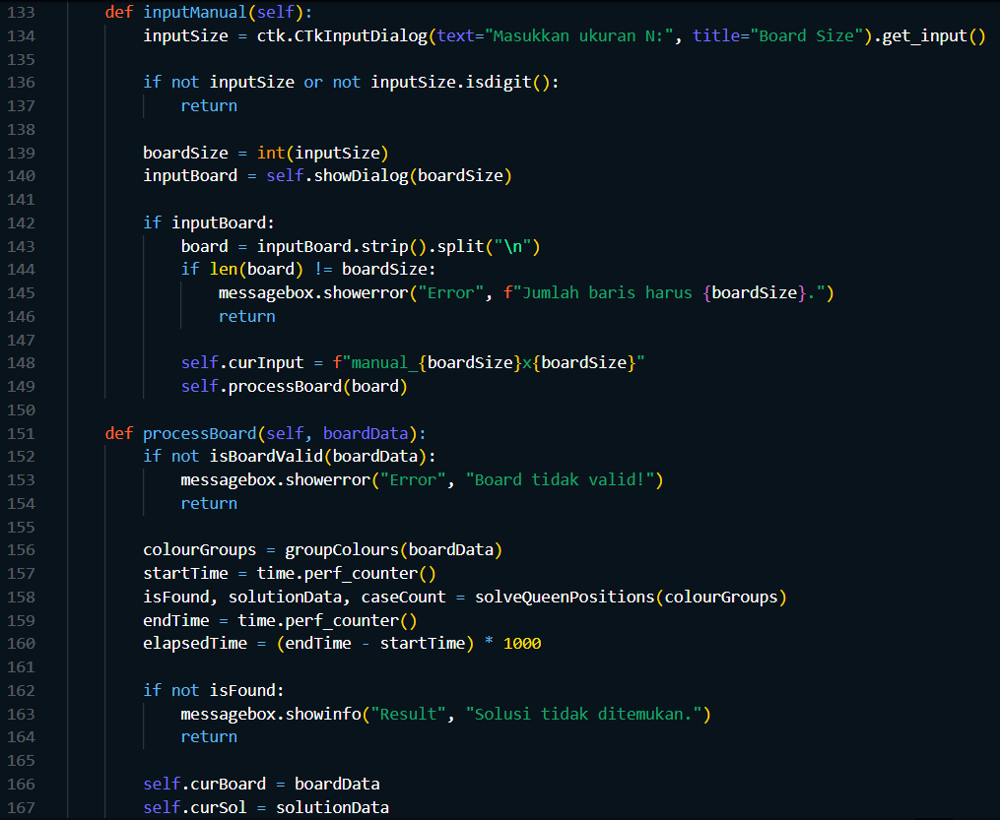 133 def inputManual(self):
134 inputSize = ctk.CTkInputDialog(text="Masukkan ukuran N:", title="Board Size").get_input()
135
136 if not inputSize or not inputSize.isdigit():
137 return
138
139 boardSize = int(inputSize)
140 inputBoard = self.showDialog(boardSize)
141
142 if inputBoard:
143 board = inputBoard.strip().split("\n")
144 if len(board) != boardSize:
145 messagebox.showerror("Error", f"Jumlah baris harus {boardSize}.")
146 return
147
148 self.curInput = f"manual_{boardSize}x{boardSize}"
149 self.processBoard(board)
150
151 def processBoard(self, boardData):
152 if not isBoardValid(boardData):
153 messagebox.showerror("Error", "Board tidak valid!")
154 return
155
156 colourGroups = groupColours(boardData)
157 startTime = time.perf_counter()
158 isFound, solutionData, caseCount = solveQueenPositions(colourGroups)
159 endTime = time.perf_counter()
160 elapsedTime = (endTime - startTime) * 1000
161
162 if not isFound:
163 messagebox.showinfo("Result", "Solusi tidak ditemukan.")
164 return
165
166 self.curBoard = boardData
167 self.curSol = solutionData